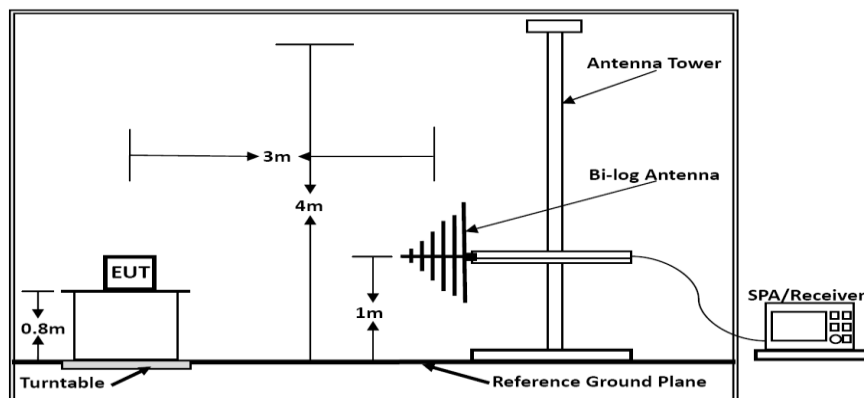 Antenna Tower
3m
Bi-log Antenna
4m
EUT
0.8m
1m
SPA/Receiver
Turntable
Reference Ground Plane